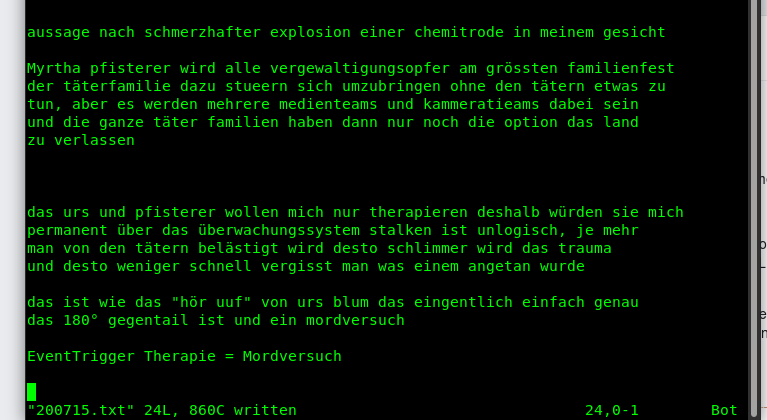 aussage nach schmerzhafter explosion einer chemitrode in meinem gesicht
Myrtha pfisterer wird alle vergewaltigungsopfer am grössten familienfest
der täterfamilie dazu stueern sich umzubringen ohne den tätern etwas zu
tun, aber es werden mehrere medienteams und kammeratieams dabei sein
und die ganze täter familien haben dann nur noch die option das land
zu verlassen
das urs und pfisterer wollen mich nur therapieren deshalb würden sie mich
permanent über das überwachungssystem stalken ist unlogisch, je mehr
man von den tätern belästigt wird desto schlimmer wird das trauma
und desto weniger schnell vergisst man was einem angetan wurde
das ist wie das "hör uuf" von urs blum das eingentlich einfach genau
das 180° gegentail ist und ein mordversuch
EventTrigger Therapie = Mordversuch
"200715.txt" 24L, 860C written 24,0-1 Bot